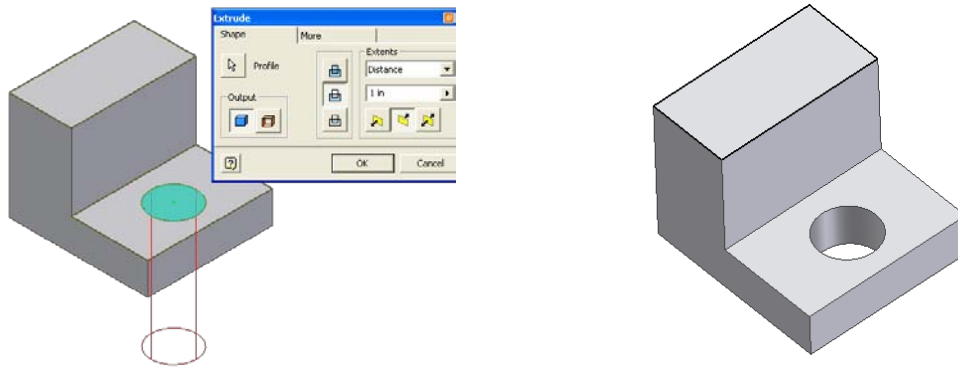 Extrude
Shape
More
Profile
Output
Extents
Distance
1 in
?
OK
Cancel